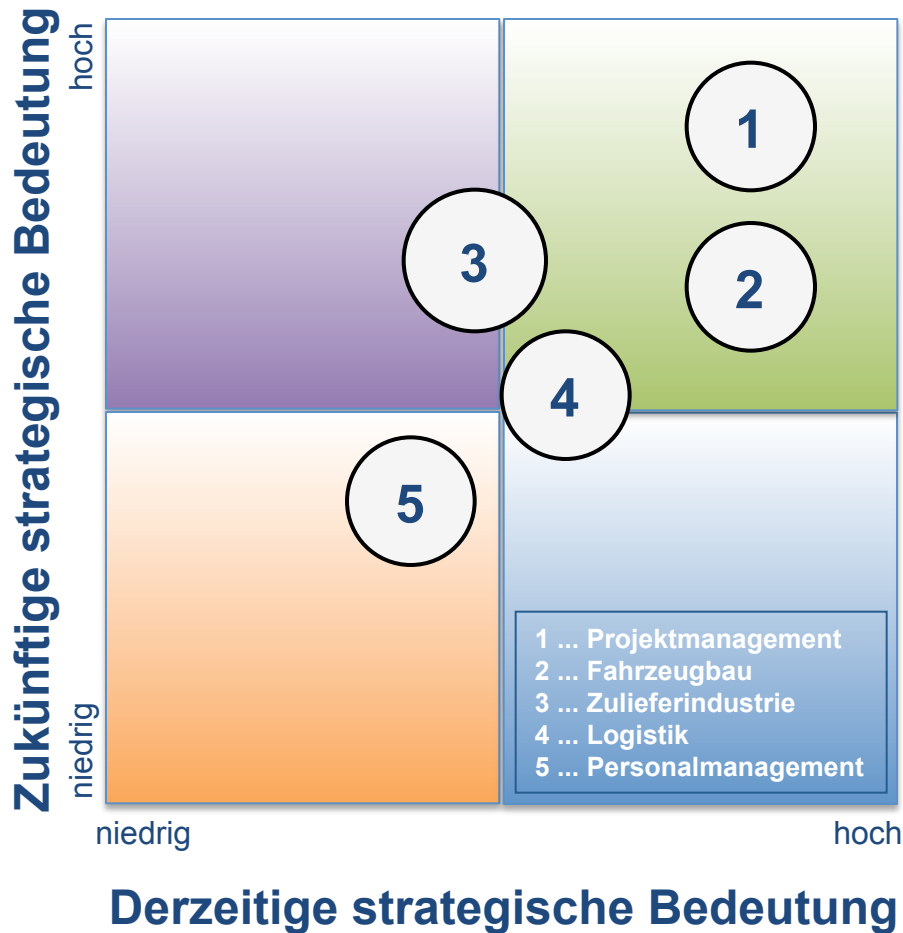 Zukünftige strategische Bedeutung
hoch
niedrig
1
2
3
4
5
1 ... Projektmanagement
2 ... Fahrzeugbau
3 ... Zulieferindustrie
4 ... Logistik
5 ... Personalmanagement
niedrig
hoch
Derzeitige strategische Bedeutung